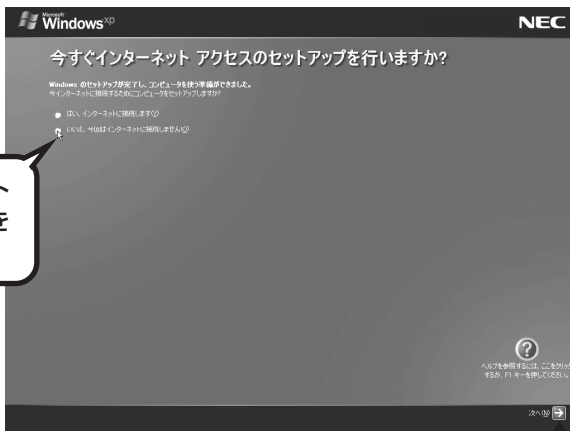 Microsoft
Windows xp
NEC
今すぐインターネット アクセスのセットアップを行いますか?
Windows のセットアップが完了し、コンピュータを使う準備ができました。
今インターネットに接続するためにコンピュータをセットアップしますか?
はい、インターネットに接続します(Y)
いいえ、今回はインターネットに接続しません(O)
ト
を
?
ヘルプを参照するには、ここをクリック
するか、F1 キーを押してください。
次へ(N)